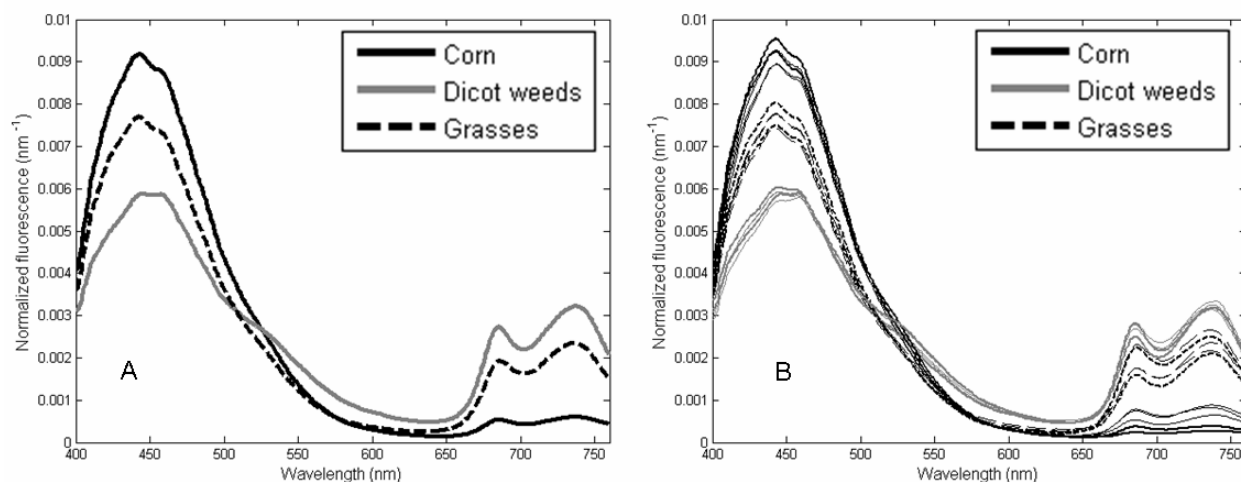 0.01
0.009
0.008
0.007
0.006
0.005
0.004
0.003
0.002
0.001
0
Normalized fluorescence (nm-1)
400 450 500 550 600 650 700 750
Wavelength (nm)
Corn
Dicot weeds
Grasses
A
0.01
0.009
0.008
0.007
0.006
0.005
0.004
0.003
0.002
0.001
0
Normalized fluorescence (nm-1)
400 450 500 550 600 650 700 750
Wavelength (nm)
Corn
Dicot weeds
Grasses
B